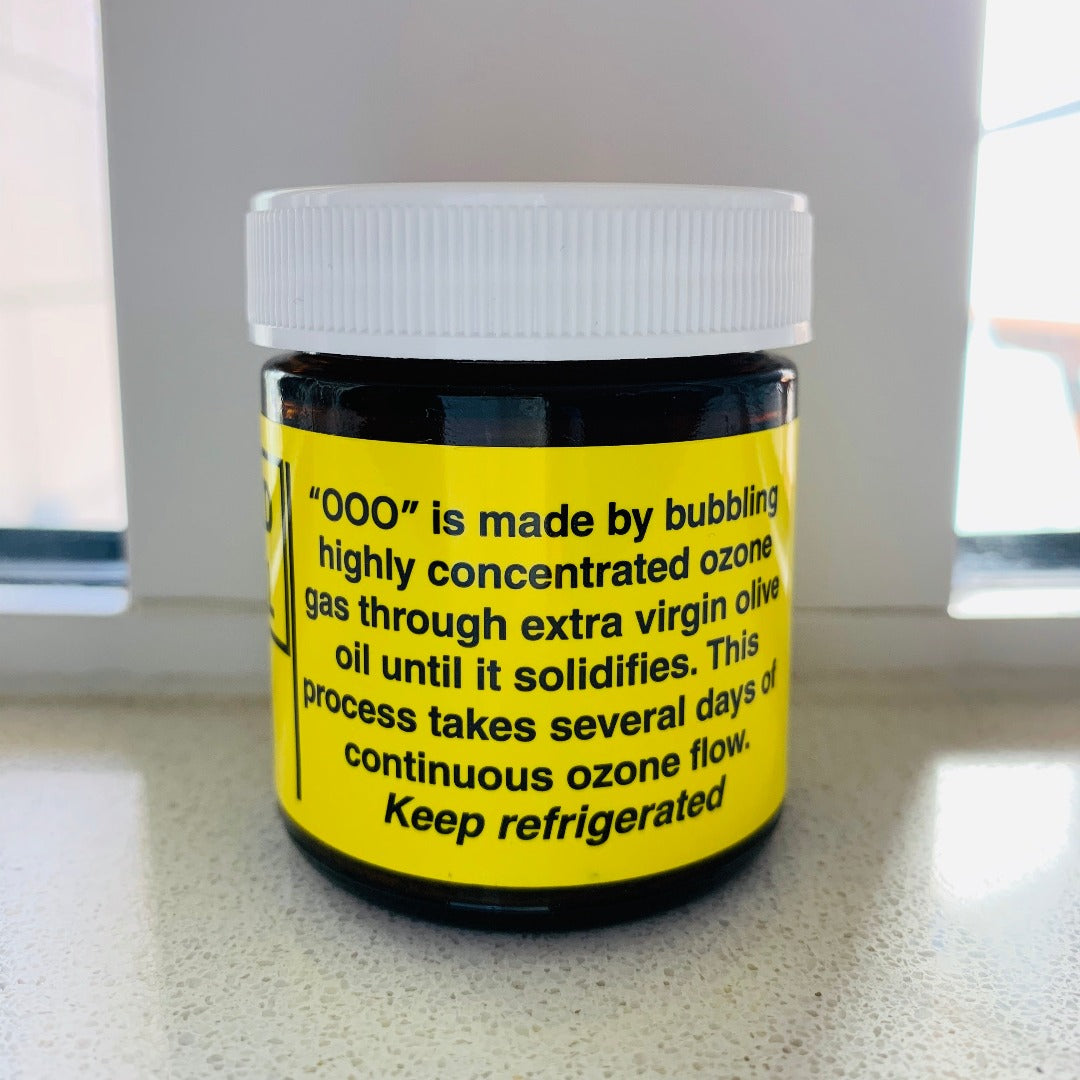 “OOO” is made by bubbling
highly concentrated ozone
gas through extra virgin olive
oil until it solidifies. This
process takes several days of
continuous ozone flow.
Keep refrigerated